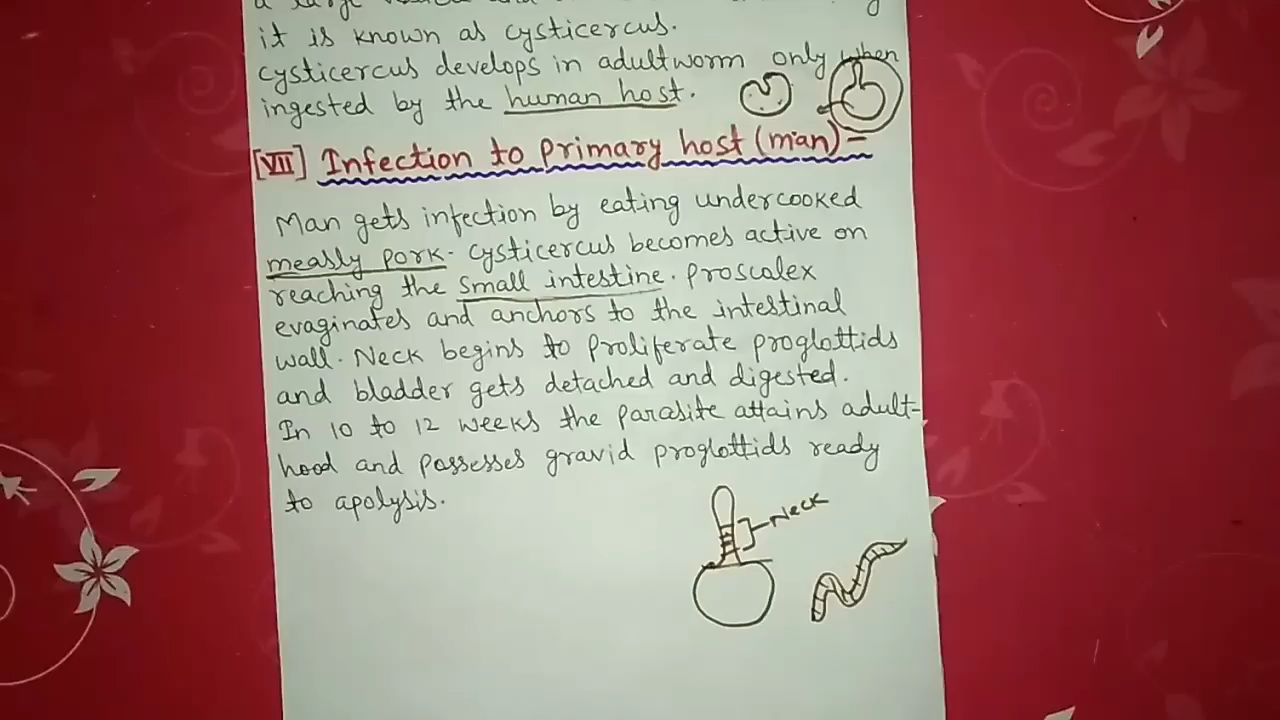 a large
it is known as cysticercus.
cysticercus develops in adultworm only when
ingested by the human host.
[VII] Infection to primary host (man) -
Man gets infection by eating undercooked
measly pork. cysticercus becomes active on
reaching the small intestine. Proscolex
evaginates and anchors to the intestinal
wall. Neck begins to proliferate proglottids
and bladder gets detached and digested.
In 10 to 12 weeks the parasite attains adult-
hood and possesses gravid proglottids ready
to apolysis.
Neck